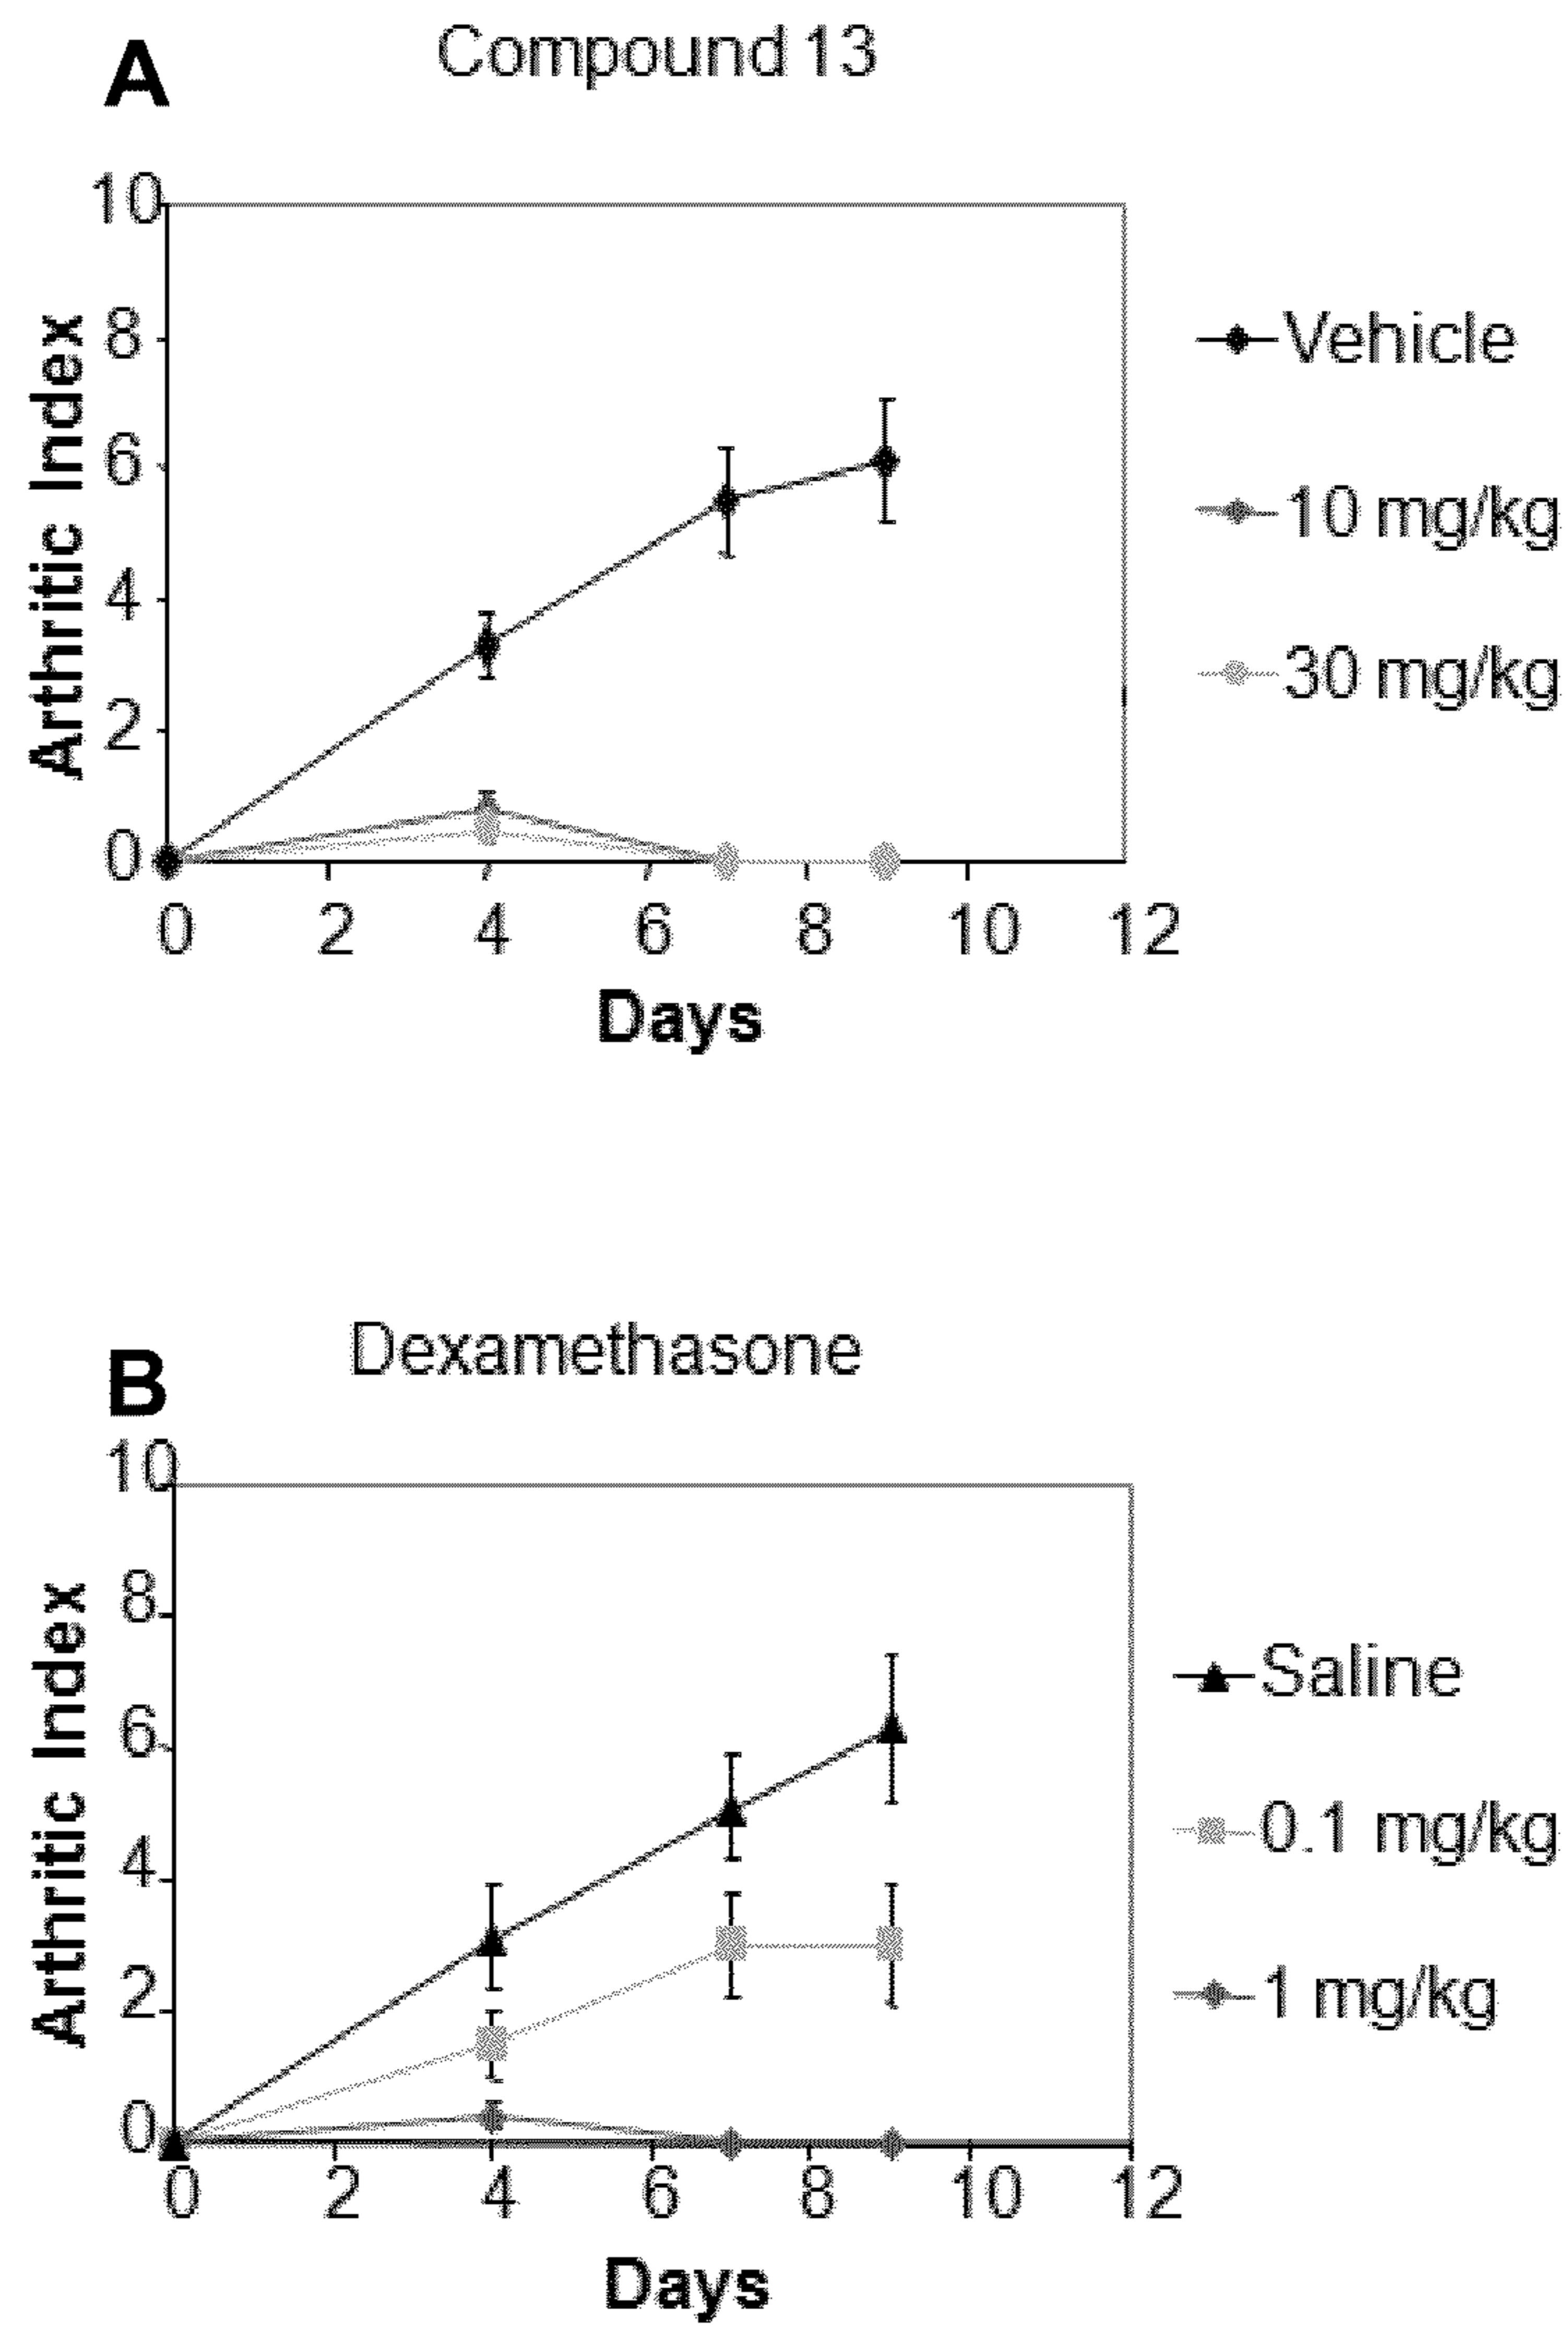 A
Compound 13
10
8
6
4
2
0
Arthritic Index
0 2 4 6 8 10 12
Days
Vehicle
10 mg/kg
30 mg/kg
B
Dexamethasone
10
8
6
4
2
0
Arthritic Index
0 2 4 6 8 10 12
Days
Saline
0.1 mg/kg
1 mg/kg